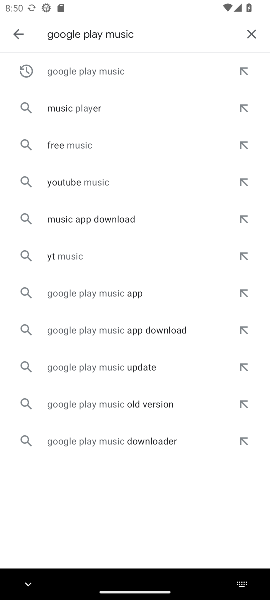 8:50
google play music
google play music
music player
free music
youtube music
music app download
yt music
google play music app
google play music app download
google play music update
google play music old version
google play music downloader